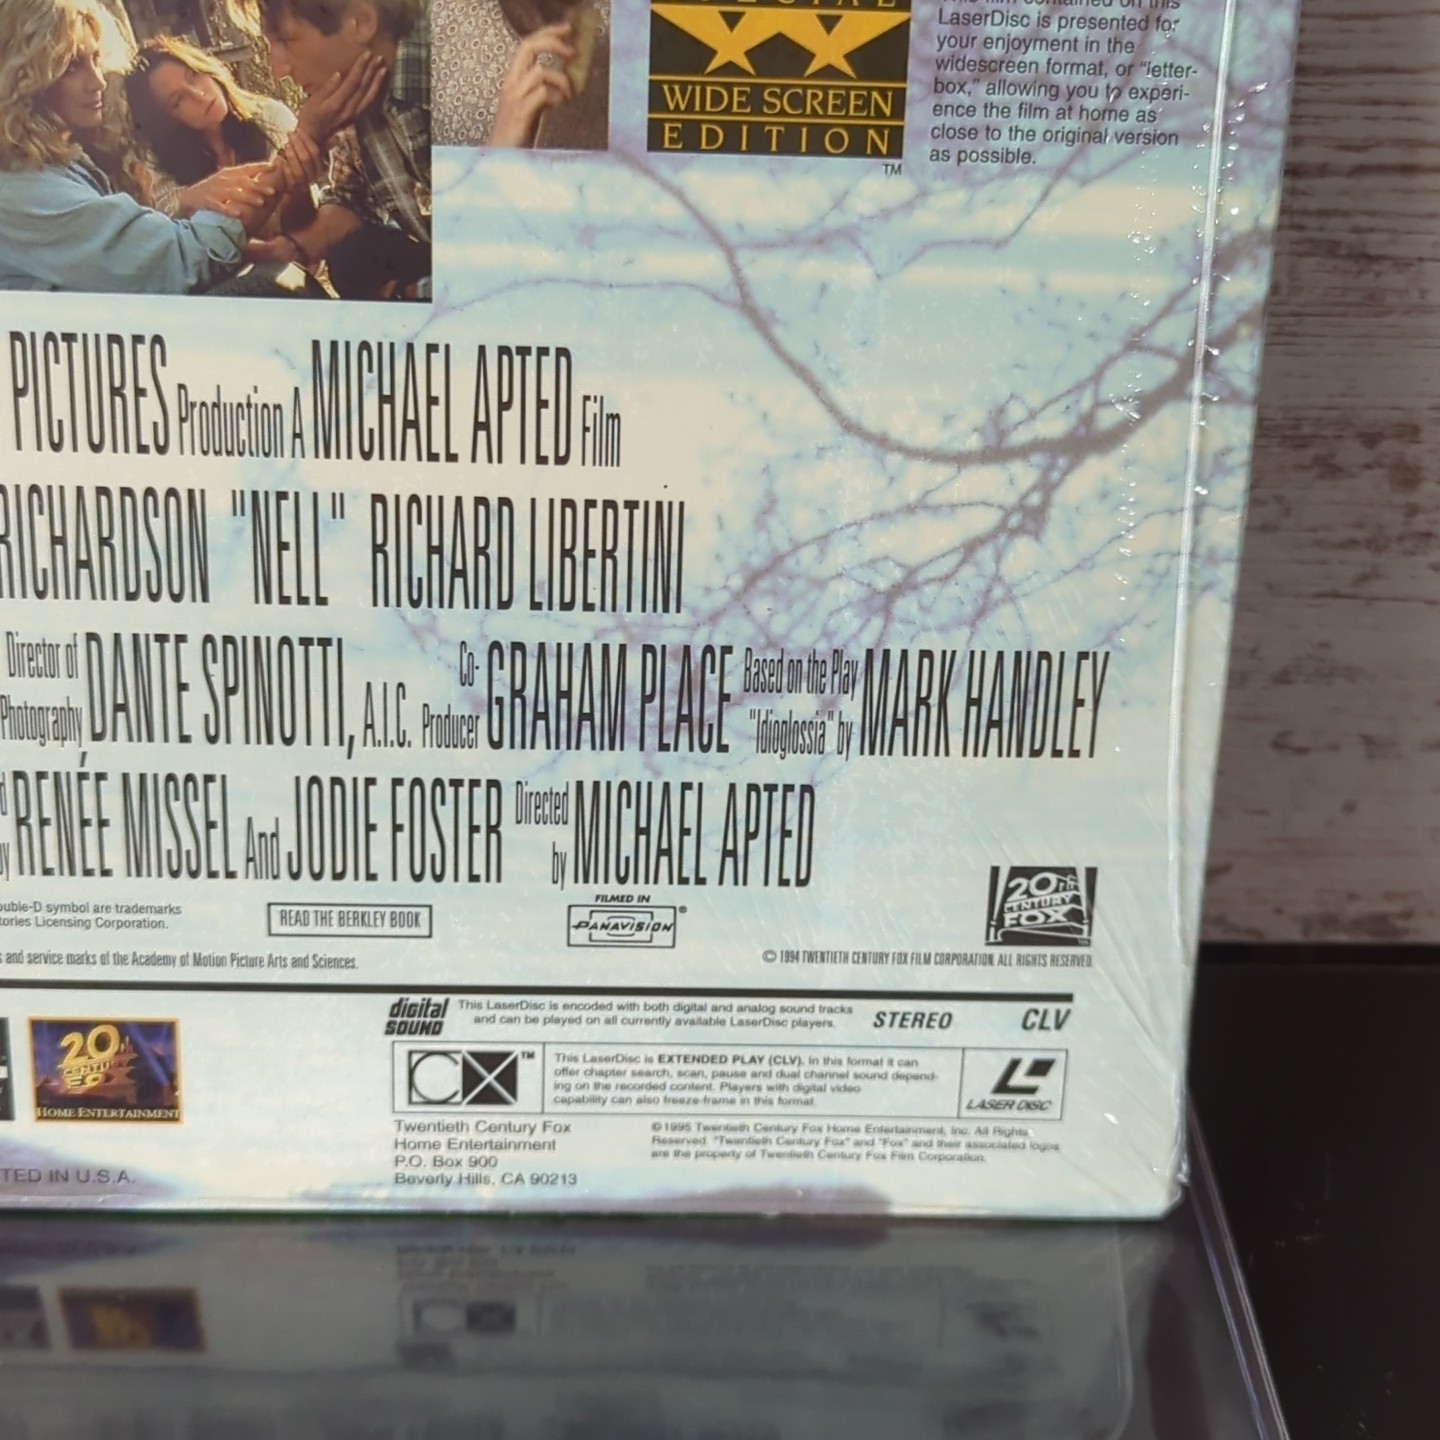 WIDE SCREEN
EDITION
TM
LaserDisc is presented for
your enjoyment in the
widescreen format, or "letter-
box," allowing you to experi-
ence the film at home as
close to the original version
as possible.
PICTURES Production A MICHAEL APTED Film
RICHARDSON "NELL" RICHARD LIBERTINI
Director of Photography DANTE SPINOTTI, A.I.C. Co-Producer GRAHAM PLACE Based on the Play "Idioglossia" by MARK HANDLEY
RENÉE MISSEL And JODIE FOSTER Directed by MICHAEL APTED
ouble-D symbol are trademarks
tories Licensing Corporation.
READ THE BERKLEY BOOK
FILMED IN
PANAVISION®
20TH
CENTURY
FOX
s and service marks of the Academy of Motion Picture Arts and Sciences.
© 1994 TWENTIETH CENTURY FOX FILM CORPORATION. ALL RIGHTS RESERVED.
digital
SOUND
This LaserDisc is encoded with both digital and analog sound tracks
and can be played on all currently available LaserDisc players.
STEREO
CLV
20
CENTURY
FO
HOME ENTERTAINMENT
CX™
This LaserDisc is EXTENDED PLAY (CLV). In this format it can
offer chapter search, scan, pause and dual channel sound depend-
ing on the recorded content. Players with digital video
capability can also freeze-frame in this format.
LASER DISC
Twentieth Century Fox
Home Entertainment
P.O. Box 900
Beverly Hills, CA 90213
©1995 Twentieth Century Fox Home Entertainment, Inc. All Rights
Reserved. "Twentieth Century Fox" and "Fox" and their associated logos
are the property of Twentieth Century Fox Film Corporation.
TED IN U.S.A.